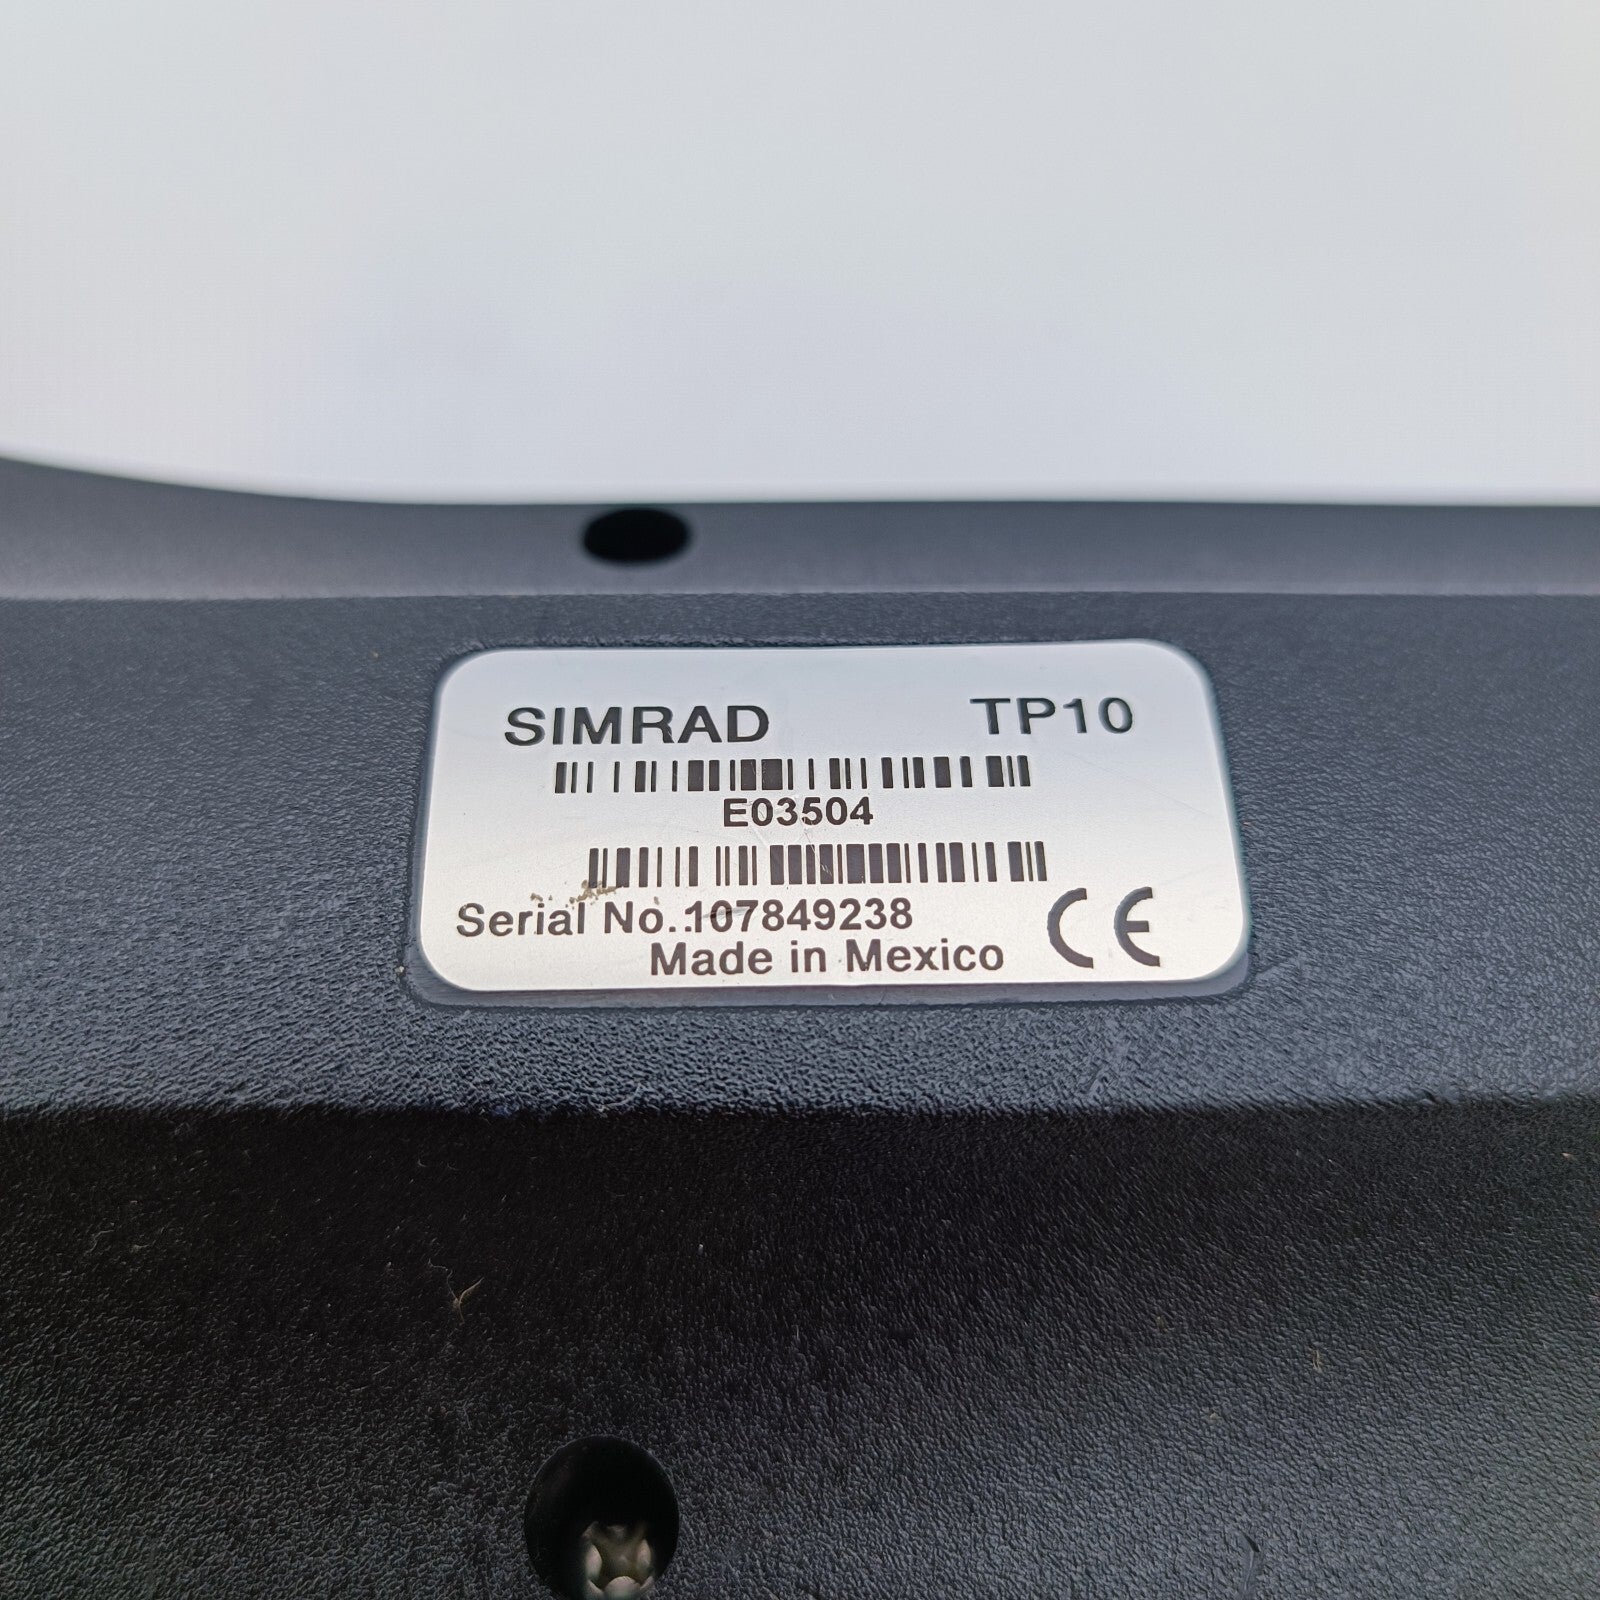 SIMRAD TP10
E03504
Serial No..107849238
Made in Mexico CE